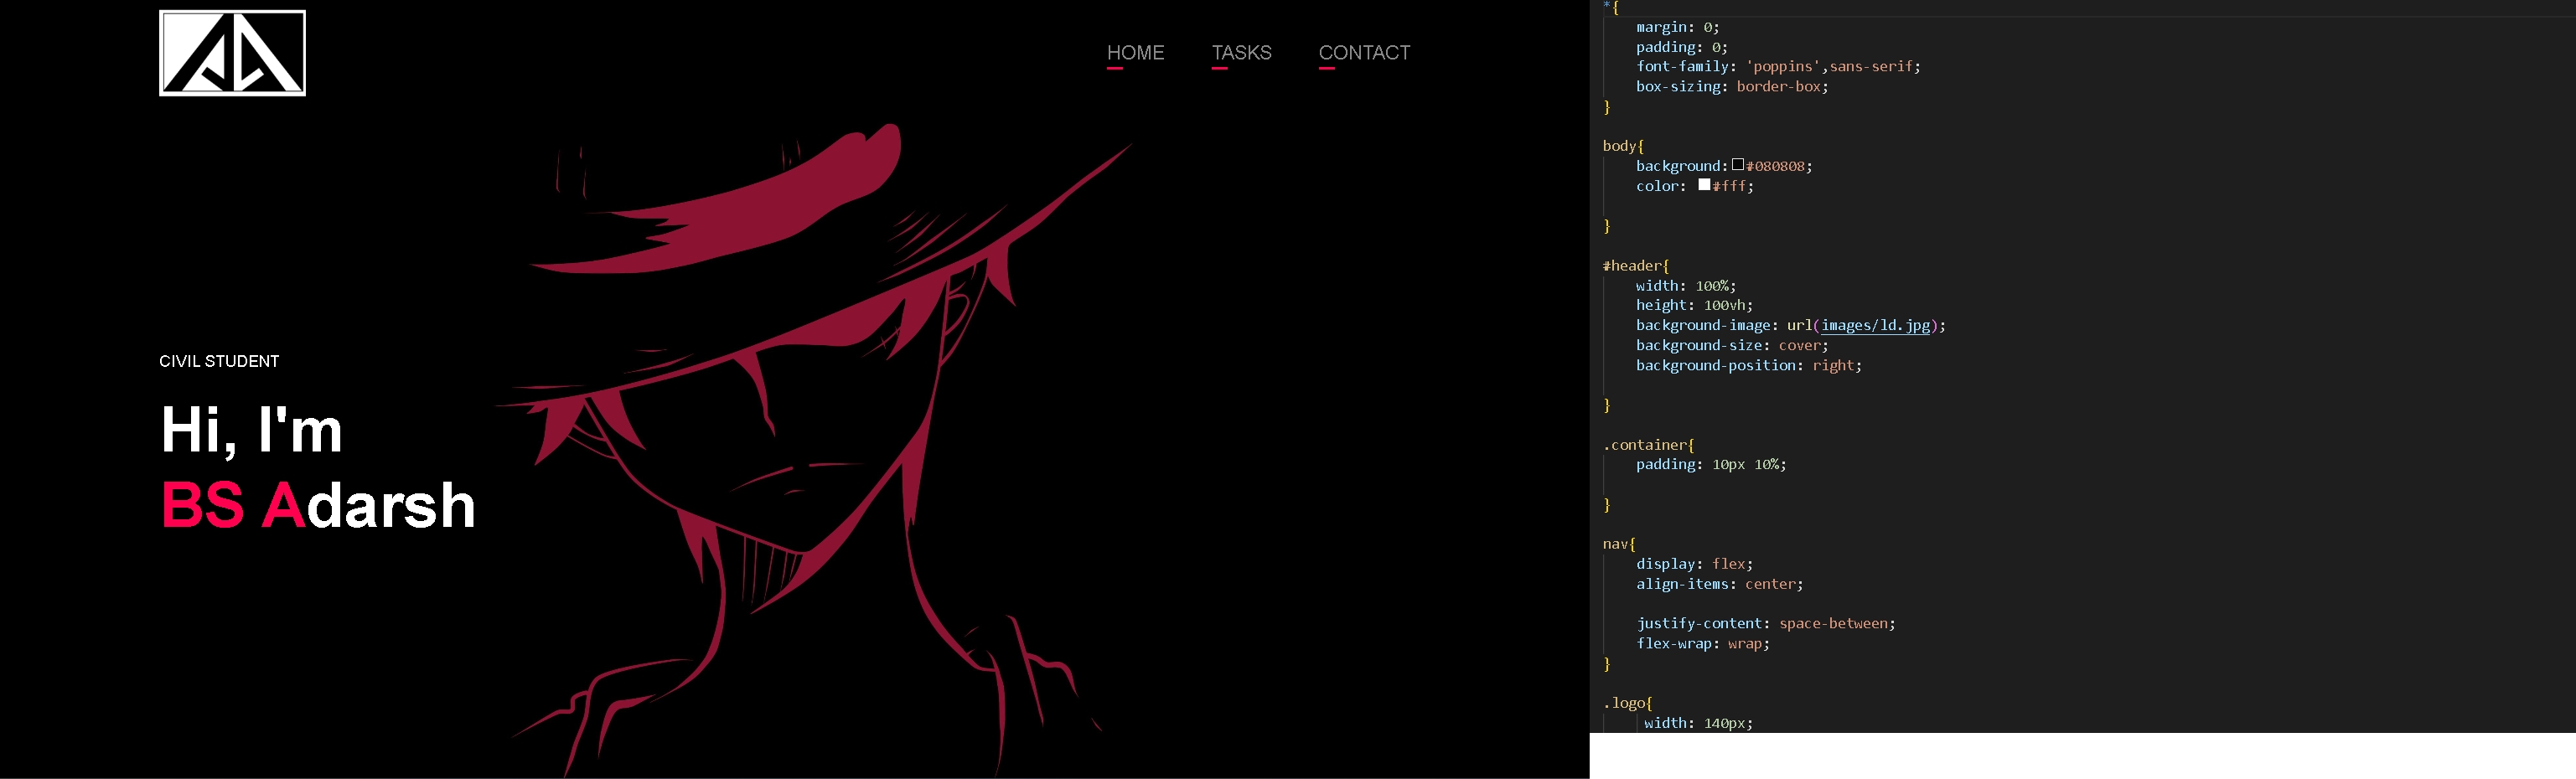 HOME TASKS CONTACT
CIVIL STUDENT
Hi, I'm
BS Adarsh
*{
margin: 0;
padding: 0;
font-family: 'poppins',sans-serif;
box-sizing: border-box;
}
body{
background: #080808;
color: #fff;
}
#header{
width: 100%;
height: 100vh;
background-image: url(images/ld.jpg);
background-size: cover;
background-position: right;
}
.container{
padding: 10px 10%;
}
nav{
display: flex;
align-items: center;
justify-content: space-between;
flex-wrap: wrap;
}
.logo{
width: 140px;